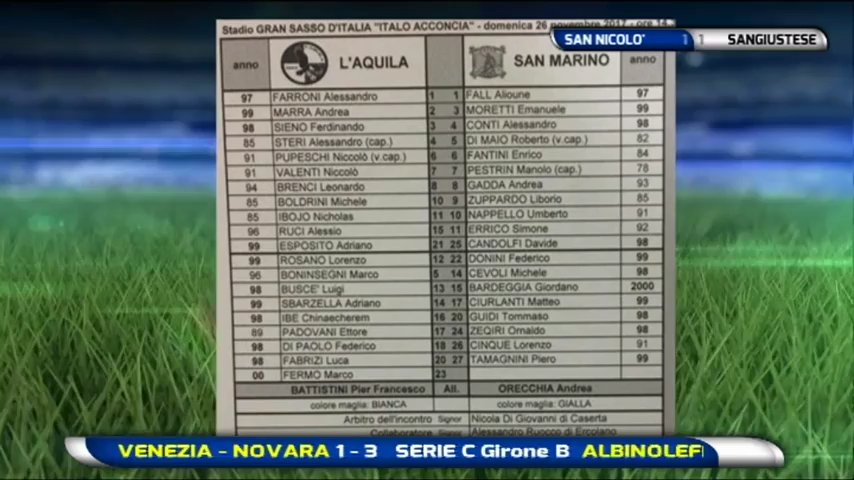 Stadio GRAN SASSO D'ITALIA "ITALO ACCONCIA" - domenica 26 novembre 2017 - ore 14
SAN NICOLO' 1 1 SANGIUSTESE
anno L'AQUILA SAN MARINO anno
97 FARRONI Alessandro 1 1 FALL Alioune 97
99 MARRA Andrea 2 3 MORETTI Emanuele 99
98 SIENO Ferdinando 3 4 CONTI Alessandro 98
85 STERI Alessandro (cap.) 4 5 DI MAIO Roberto (v.cap.) 82
91 PUPESCHI Niccolò (v.cap.) 6 6 FANTINI Enrico 84
91 VALENTI Niccolò 7 7 PESTRIN Manolo (cap.) 78
94 BRENCI Leonardo 8 8 GADDA Andrea 93
85 BOLDRINI Michele 10 9 ZUPPARDO Liborio 85
85 IBOJO Nicholas 11 10 NAPPELLO Umberto 91
96 RUCI Alessio 15 11 ERRICO Simone 92
99 ESPOSITO Adriano 21 25 CANDOLFI Davide 98
99 ROSANO Lorenzo 12 22 DONINI Federico 99
96 BONINSEGNI Marco 5 14 CEVOLI Michele 98
98 BUSCE' Luigi 13 15 BARDEGGIA Giordano 2000
99 SBARZELLA Adriano 14 17 CIURLANTI Matteo 99
98 IBE Chinaecherem 16 20 GUIDI Tommaso 98
89 PADOVANI Ettore 17 24 ZEQIRI Ornaldo 98
98 DI PAOLO Federico 18 26 CINQUE Lorenzo 91
98 FABRIZI Luca 20 27 TAMAGNINI Piero 99
00 FERMO Marco 23
BATTISTINI Pier Francesco All. ORECCHIA Andrea
colore maglia: BIANCA colore maglia: GIALLA
Arbitro dell'incontro Signor Nicola Di Giovanni di Caserta
Collaboratore Signor Alessandro Ruocco di Ercolano
VENEZIA - NOVARA 1 - 3 SERIE C Girone B ALBINOLEF